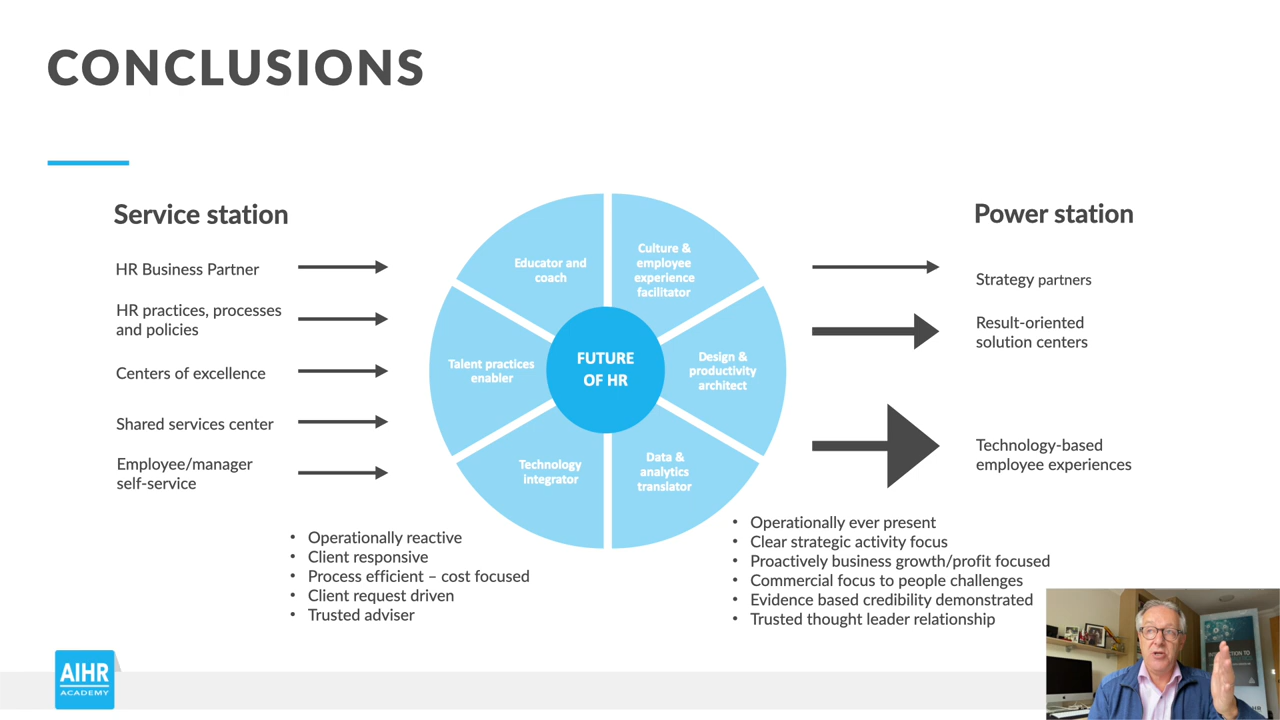 CONCLUSIONS
Service station
HR Business Partner
HR practices, processes
and policies
Centers of excellence
Shared services center
Employee/manager
self-service
Educator and
coach
Culture &
employee
experience
facilitator
Talent practices
enabler
FUTURE
OF HR
Design &
productivity
architect
Technology
integrator
Data &
analytics
translator
Power station
Strategy partners
Result-oriented
solution centers
Technology-based
employee experiences
• Operationally reactive
• Client responsive
• Process efficient – cost focused
• Client request driven
• Trusted adviser
• Operationally ever present
• Clear strategic activity focus
• Proactively business growth/profit focused
• Commercial focus to people challenges
• Evidence based credibility demonstrated
• Trusted thought leader relationship
AIHR
ACADEMY